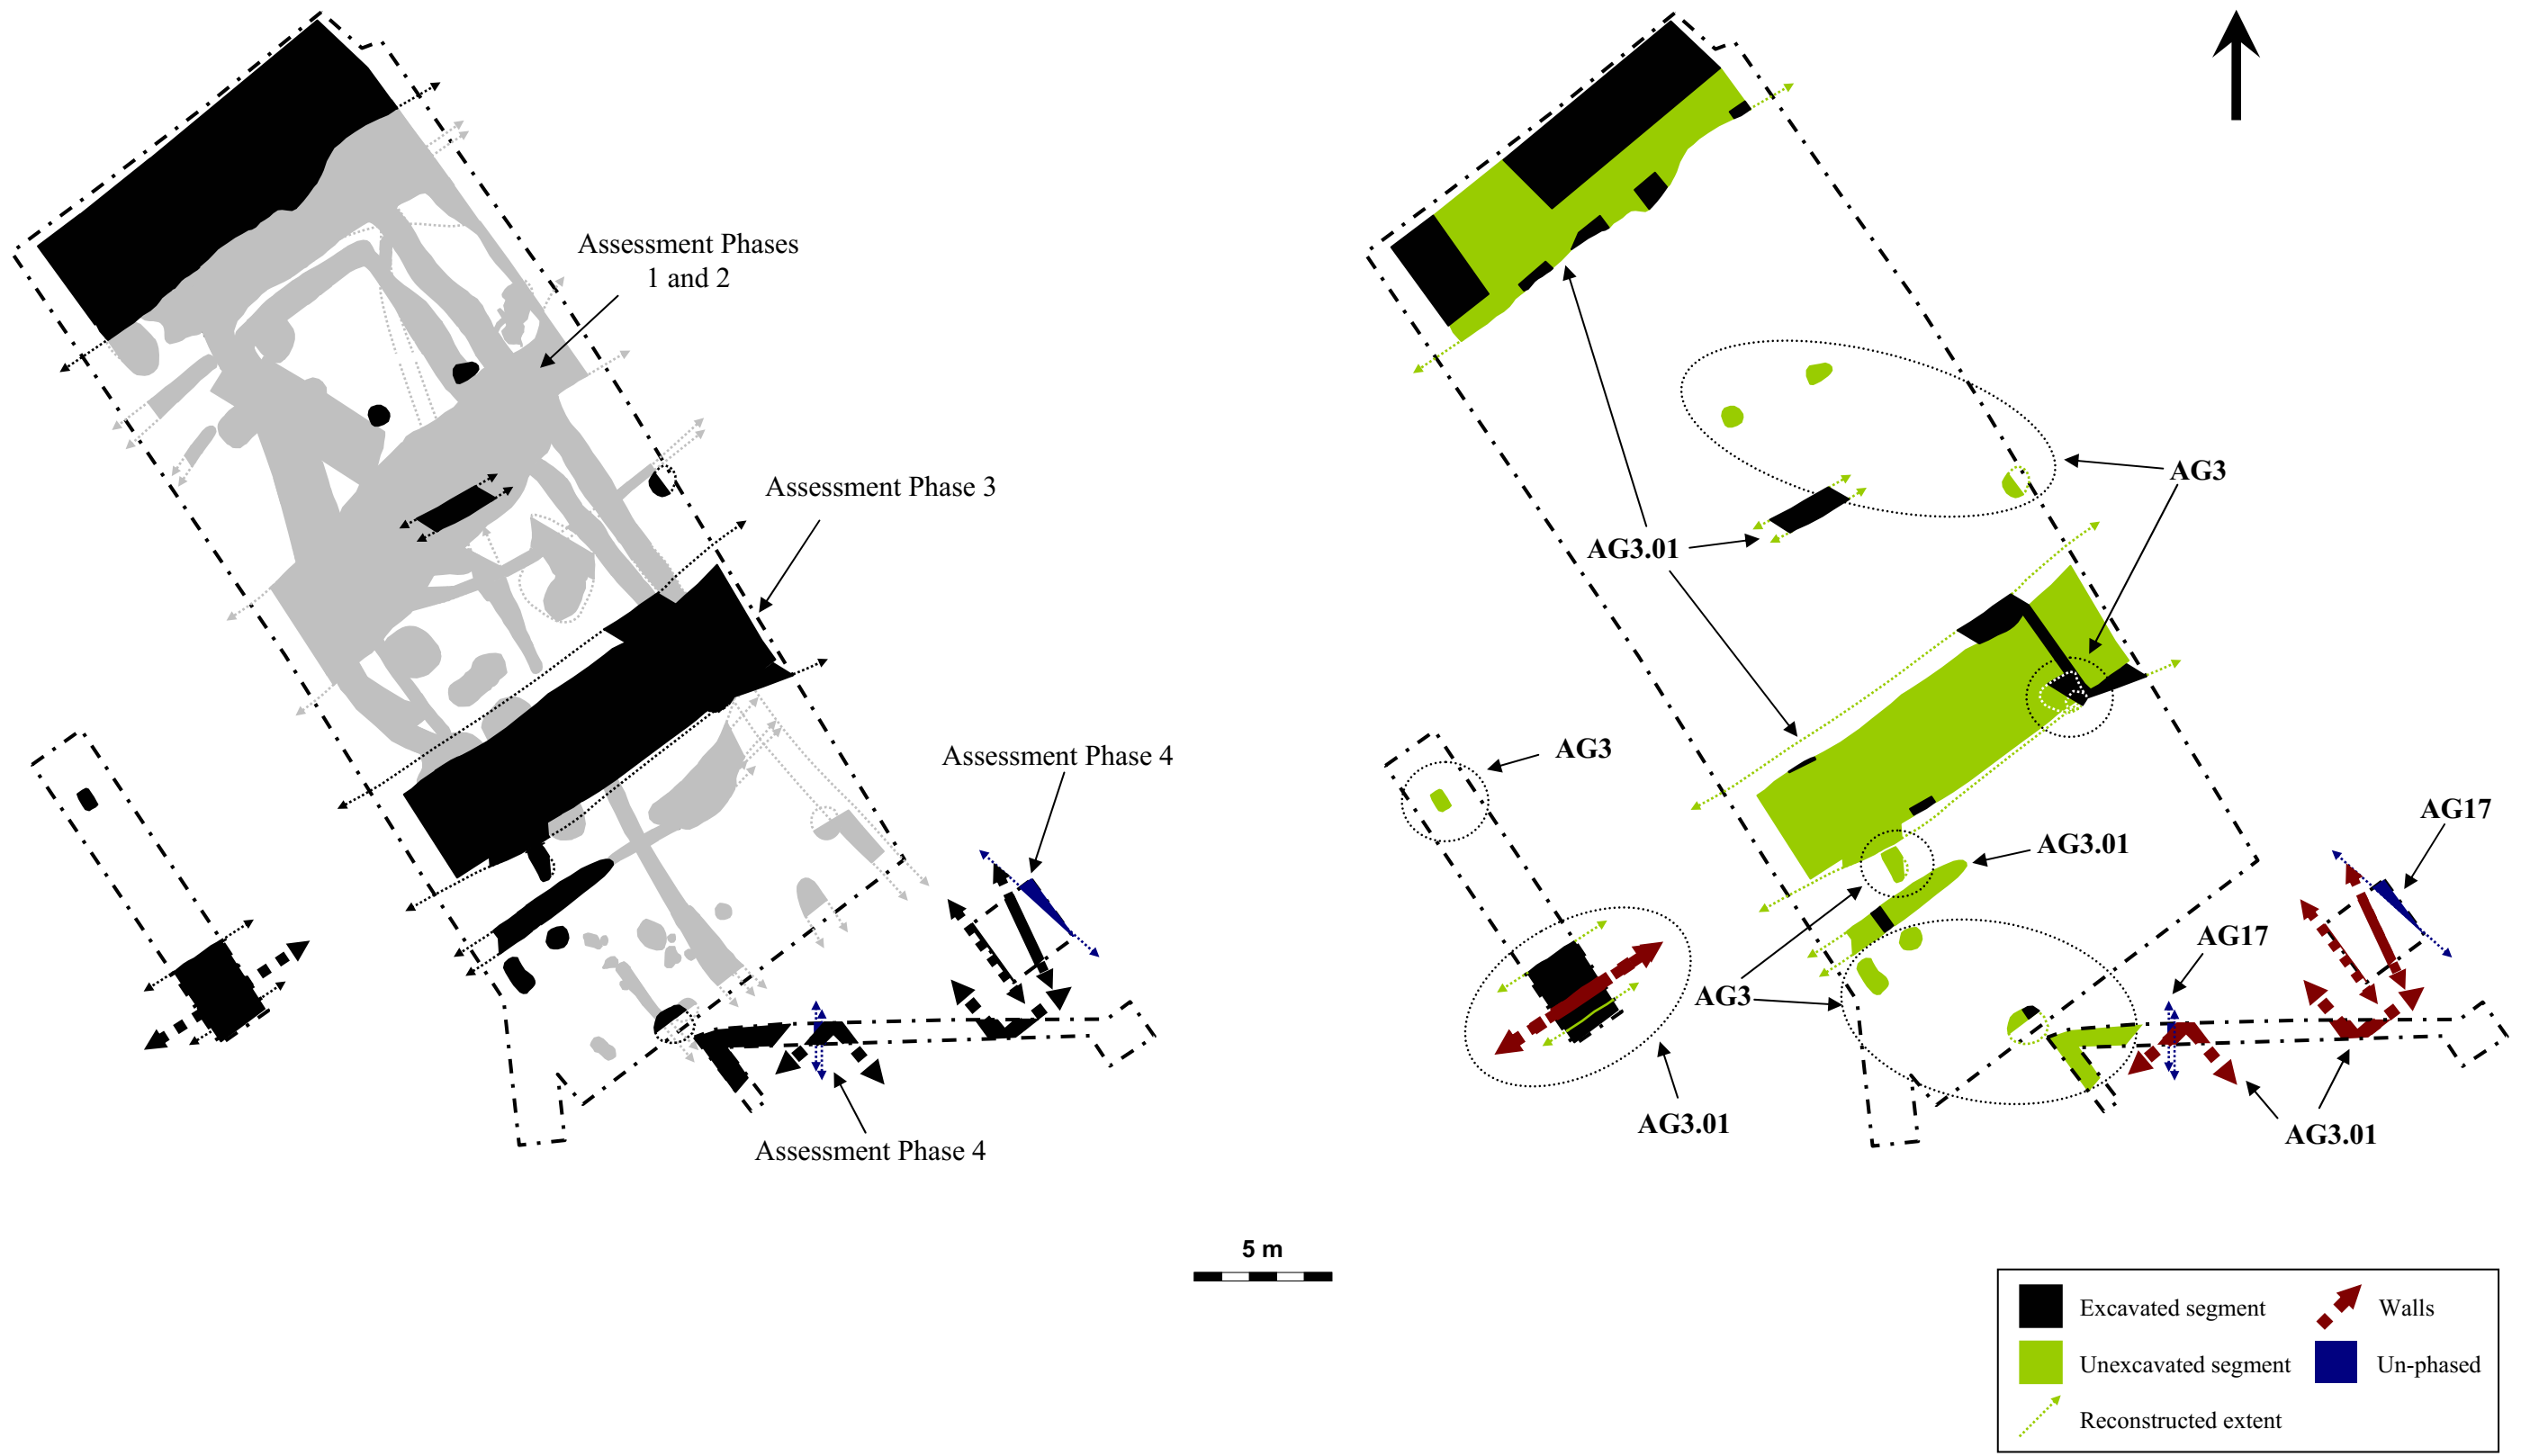 Assessment Phases
1 and 2
Assessment Phase 3
Assessment Phase 4
Assessment Phase 4
AG3
AG3.01
AG3
AG17
AG3.01
AG17
AG3
AG3.01
AG3.01
5 m
Excavated segment
Walls
Unexcavated segment
Un-phased
Reconstructed extent